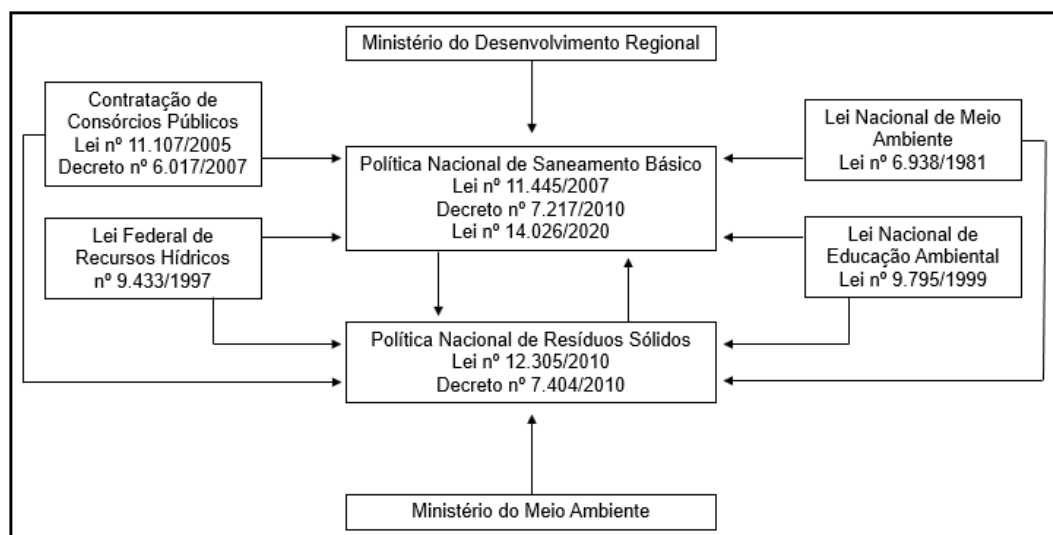 Ministério do Desenvolvimento Regional
Contratação de
Consórcios Públicos
Lei nº 11.107/2005
Decreto nº 6.017/2007
Lei Nacional de Meio
Ambiente
Lei nº 6.938/1981
Política Nacional de Saneamento Básico
Lei nº 11.445/2007
Decreto nº 7.217/2010
Lei nº 14.026/2020
Lei Federal de
Recursos Hídricos
nº 9.433/1997
Lei Nacional de
Educação Ambiental
Lei nº 9.795/1999
Política Nacional de Resíduos Sólidos
Lei nº 12.305/2010
Decreto nº 7.404/2010
Ministério do Meio Ambiente